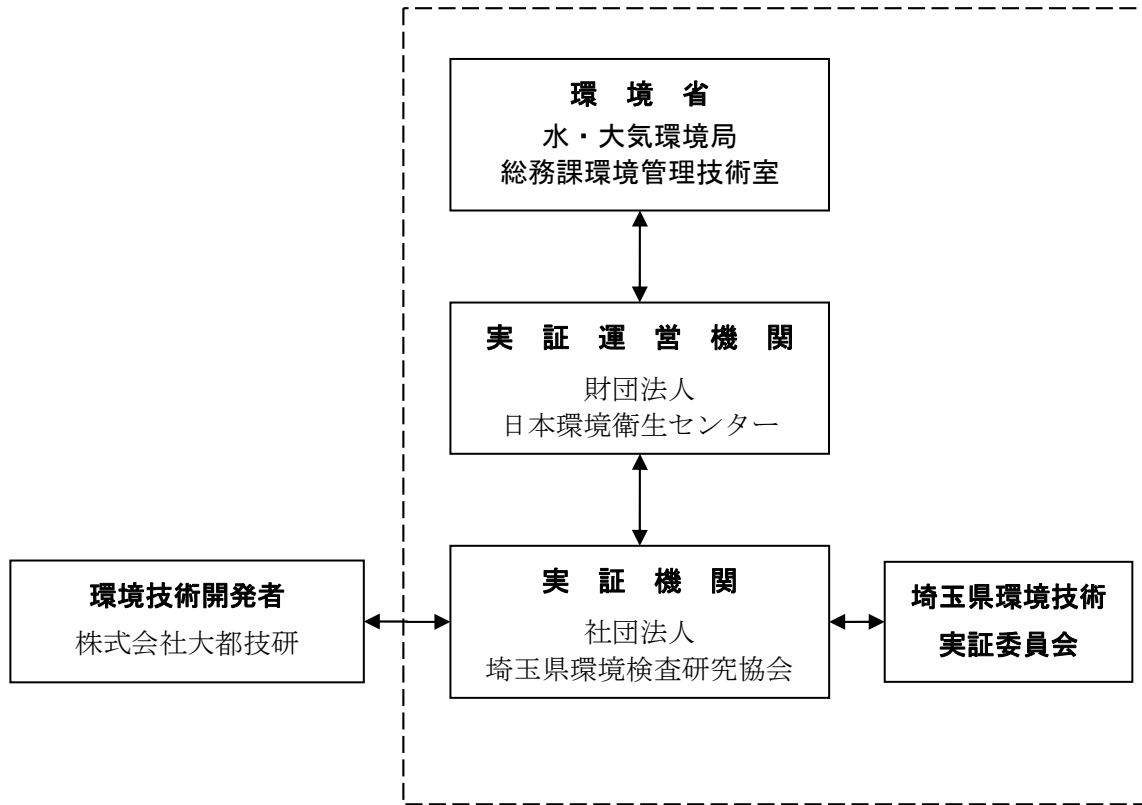 環　境　省
水・大気環境局
総務課環境管理技術室
実　証　運　営　機　関
財団法人
日本環境衛生センター
環境技術開発者
株式会社大都技研
実　証　機　関
社団法人
埼玉県環境検査研究協会
埼玉県環境技術
実証委員会